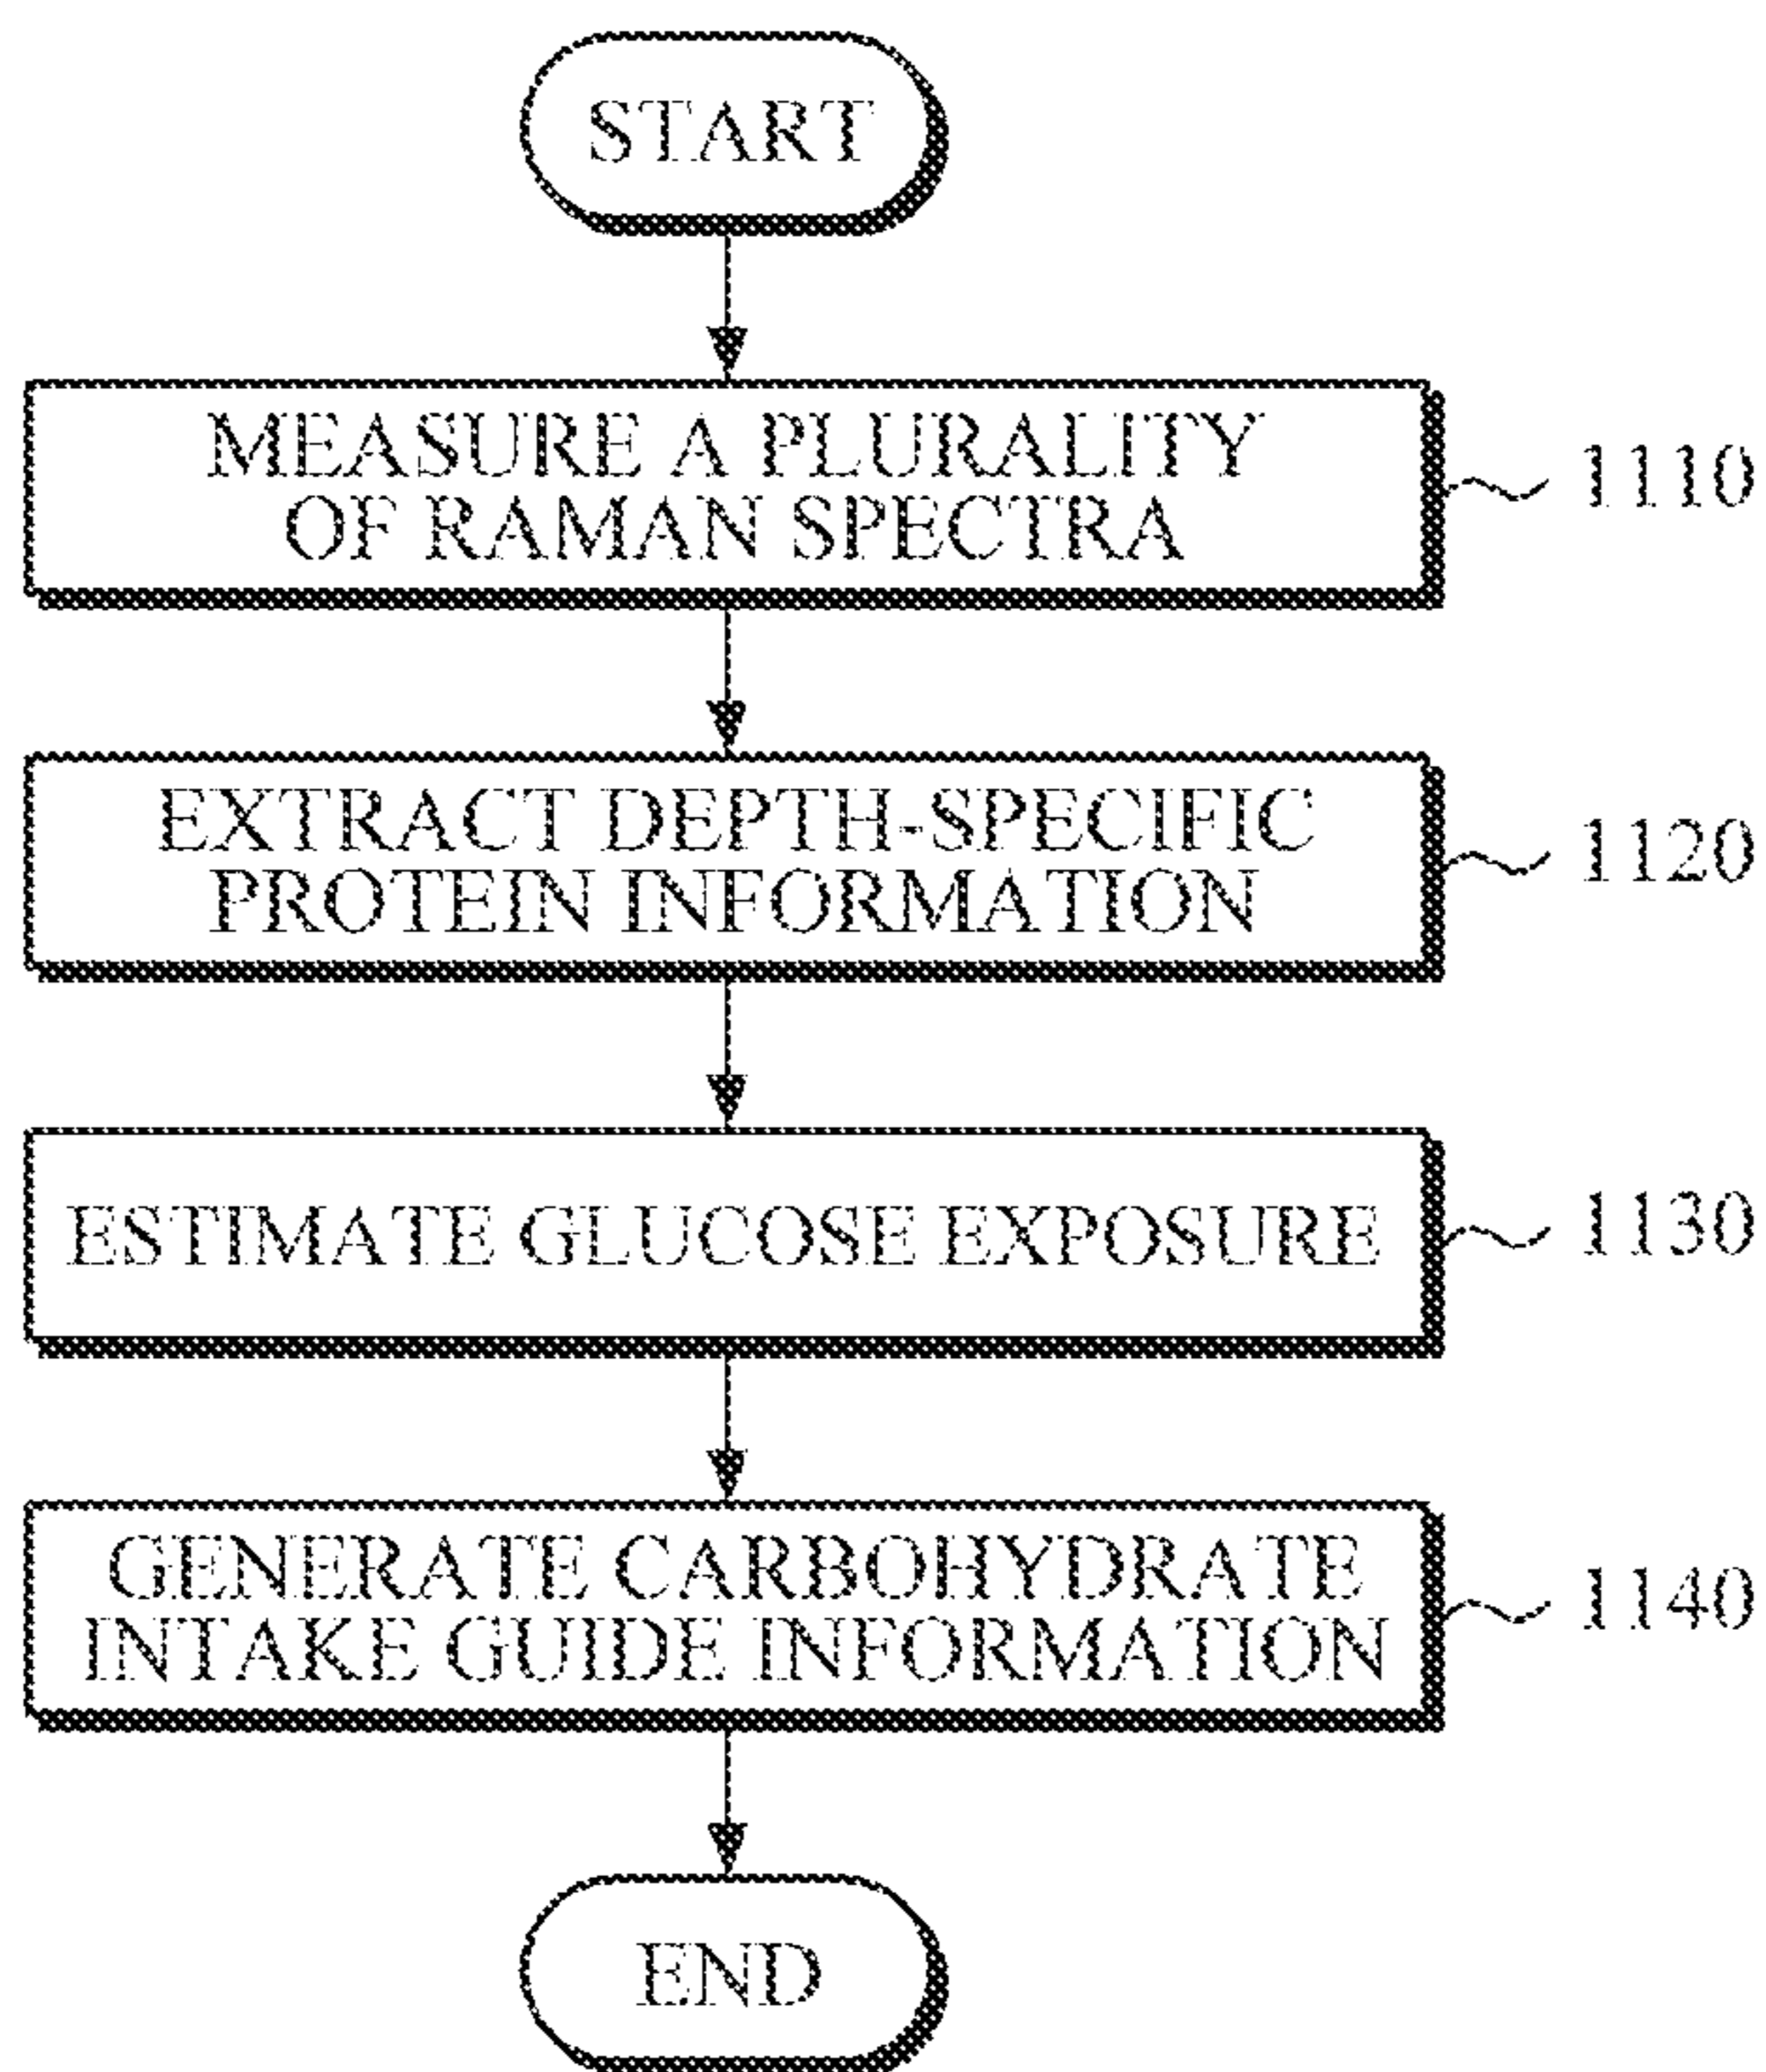 START
MEASURE A PLURALITY
OF RAMAN SPECTRA
1110
EXTRACT DEPTH-SPECIFIC
PROTEIN INFORMATION
1120
ESTIMATE GLUCOSE EXPOSURE
1130
GENERATE CARBOHYDRATE
INTAKE GUIDE INFORMATION
1140
END